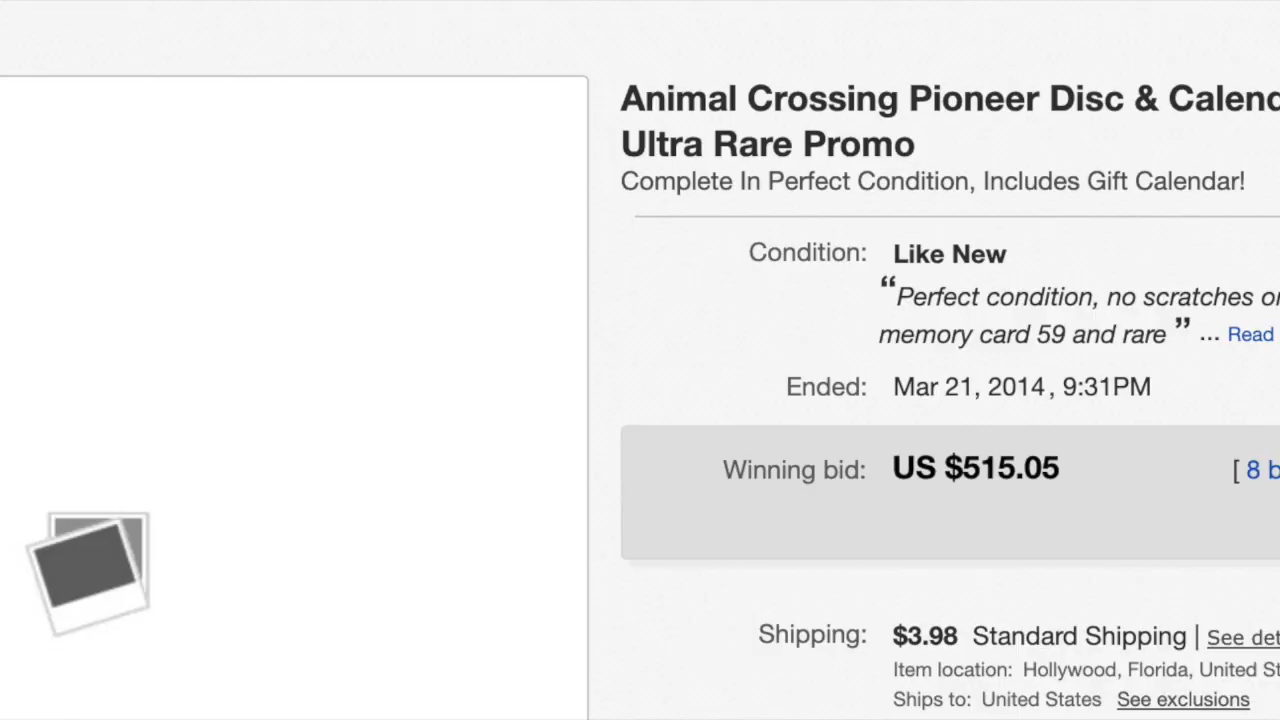 Animal Crossing Pioneer Disc & Calend
Ultra Rare Promo
Complete In Perfect Condition, Includes Gift Calendar!
Condition: Like New
“Perfect condition, no scratches or
memory card 59 and rare ” ... Read
Ended: Mar 21, 2014 , 9:31PM
Winning bid: US $515.05 [ 8 b
Shipping: $3.98 Standard Shipping | See det
Item location: Hollywood, Florida, United St
Ships to: United States See exclusions